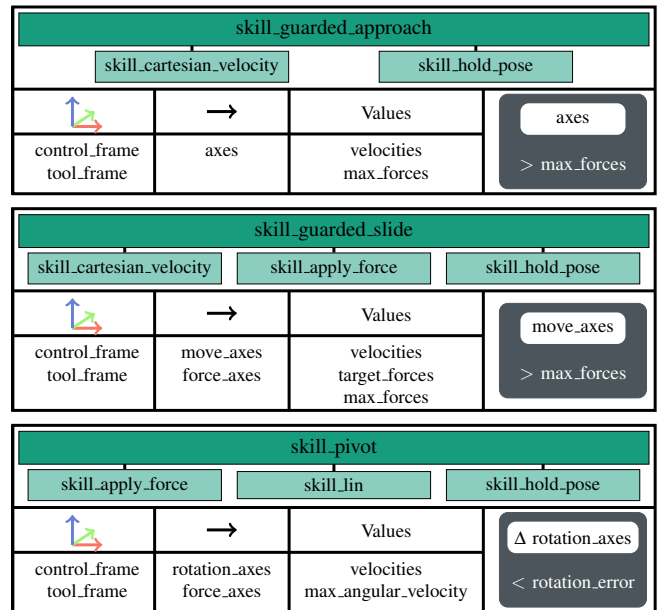 skill_guarded_approach
skill_cartesian_velocity skill_hold_pose
Values
axes
control_frame axes velocities
tool_frame max_forces
> max_forces
skill_guarded_slide
skill_cartesian_velocity skill_apply_force skill_hold_pose
Values
move_axes
control_frame move_axes velocities
tool_frame force_axes target_forces
max_forces
> max_forces
skill_pivot
skill_apply_force skill_lin skill_hold_pose
Values
Δ rotation_axes
control_frame rotation_axes velocities
tool_frame force_axes max_angular_velocity
< rotation_error